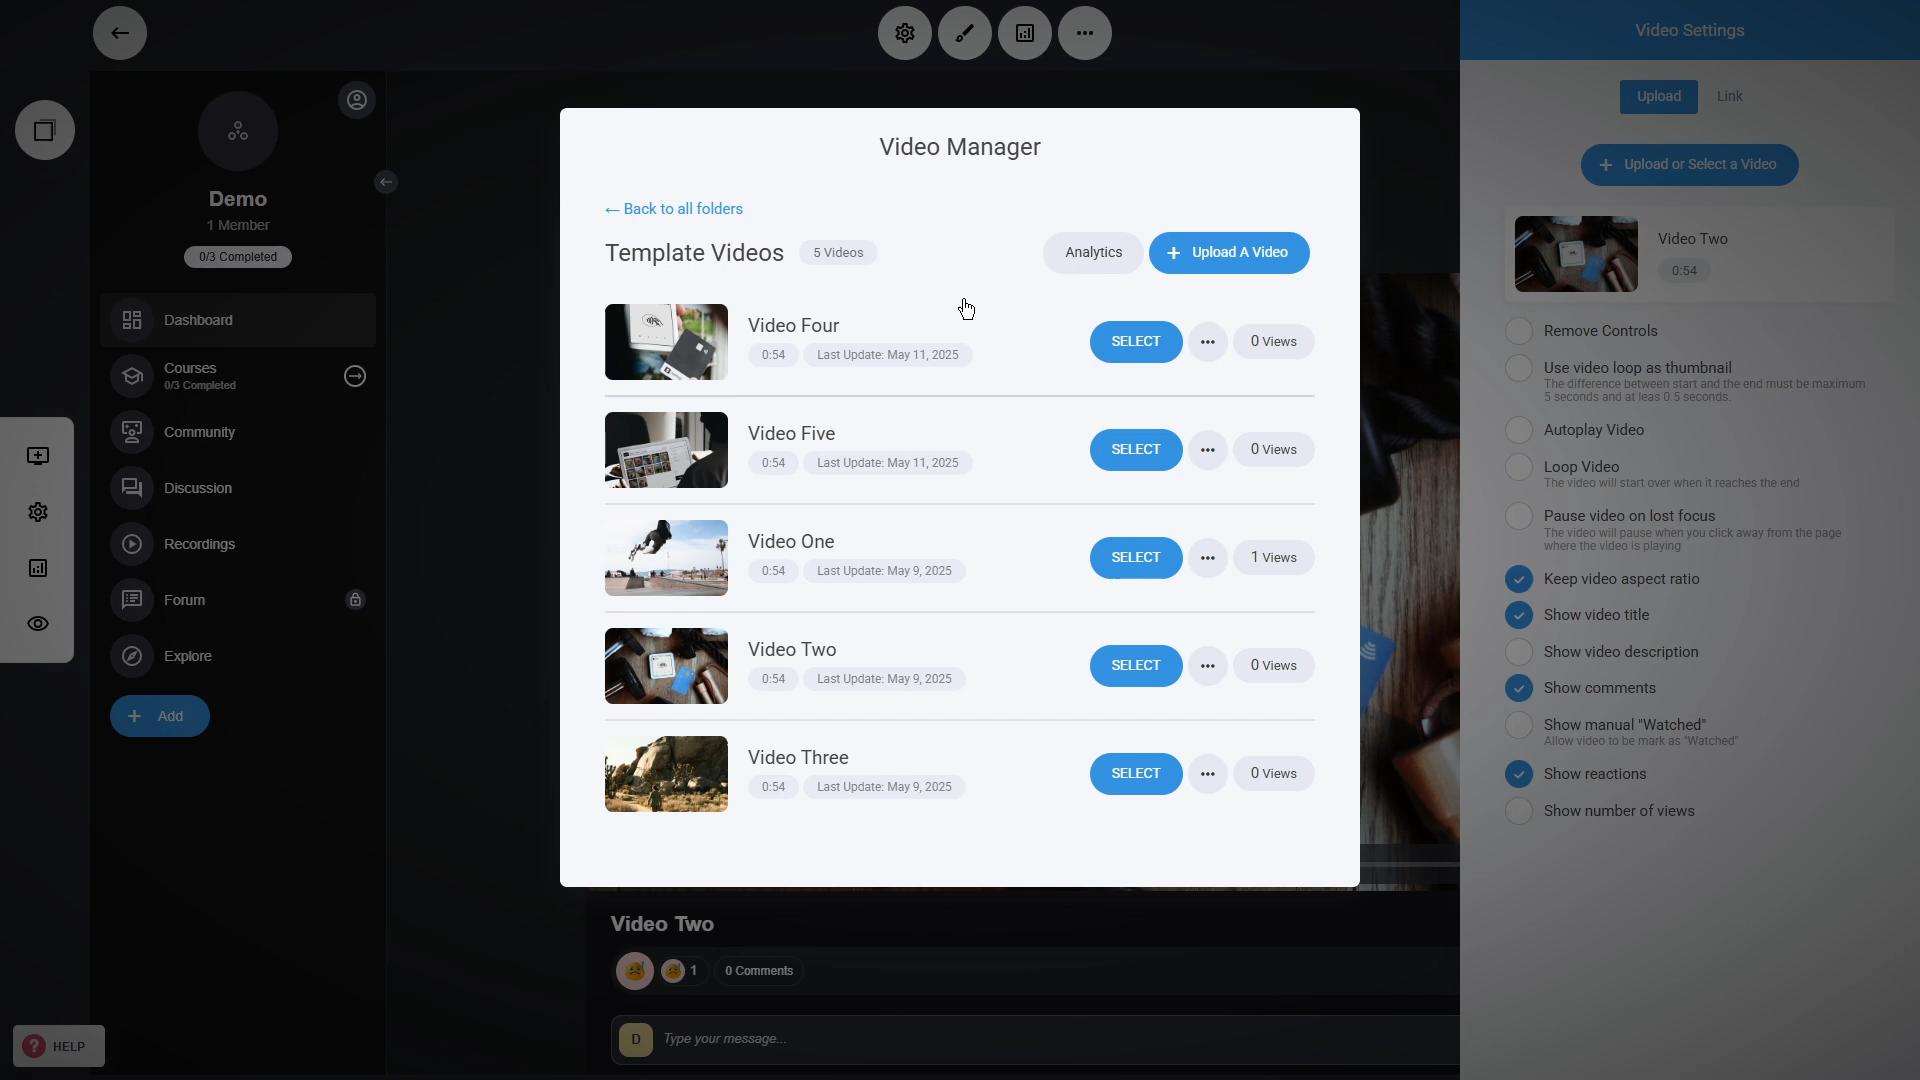 Video Settings
Upload
Link
Upload or Select a Video
Video Two
0:54
Remove Controls
Use video loop as thumbnail
The difference between start and the end must be maximum
5 seconds and at leas 0.5 seconds.
Autoplay Video
Loop Video
The video will start over when it reaches the end
Pause video on lost focus
The video will pause when you click away from the page
where the video is playing
Keep video aspect ratio
Show video title
Show video description
Show comments
Show manual "Watched"
Allow video to be mark as "Watched"
Show reactions
Show number of views
Demo
1 Member
0/3 Completed
Dashboard
Courses
0/3 Completed
Community
Discussion
Recordings
Forum
Explore
+ Add
HELP
Video Manager
← Back to all folders
Template Videos
5 Videos
Analytics
+ Upload A Video
Video Four
0:54
Last Update: May 11, 2025
SELECT
0 Views
Video Five
0:54
Last Update: May 11, 2025
SELECT
0 Views
Video One
0:54
Last Update: May 9, 2025
SELECT
1 Views
Video Two
0:54
Last Update: May 9, 2025
SELECT
0 Views
Video Three
0:54
Last Update: May 9, 2025
SELECT
0 Views
Video Two
1
0 Comments
D
Type your message...